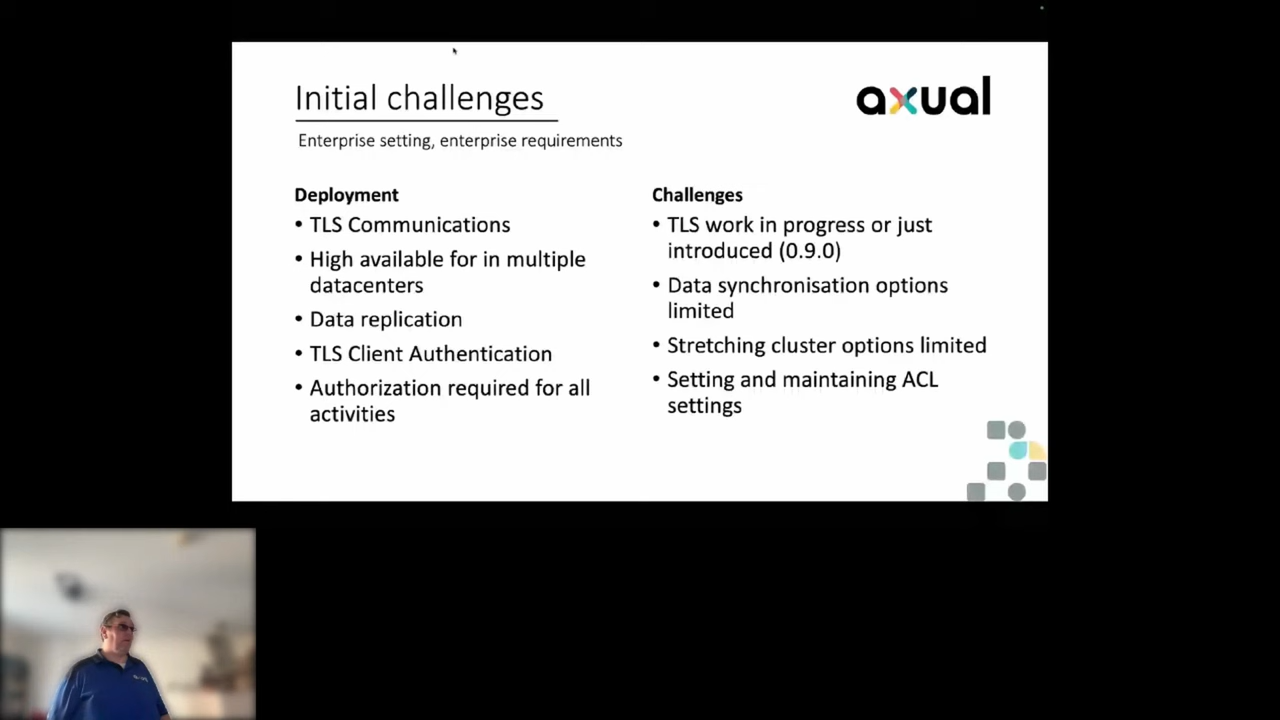 Initial challenges
axual
Enterprise setting, enterprise requirements
Deployment
• TLS Communications
• High available for in multiple
datacenters
• Data replication
• TLS Client Authentication
• Authorization required for all
activities
Challenges
• TLS work in progress or just
introduced (0.9.0)
• Data synchronisation options
limited
• Stretching cluster options limited
• Setting and maintaining ACL
settings